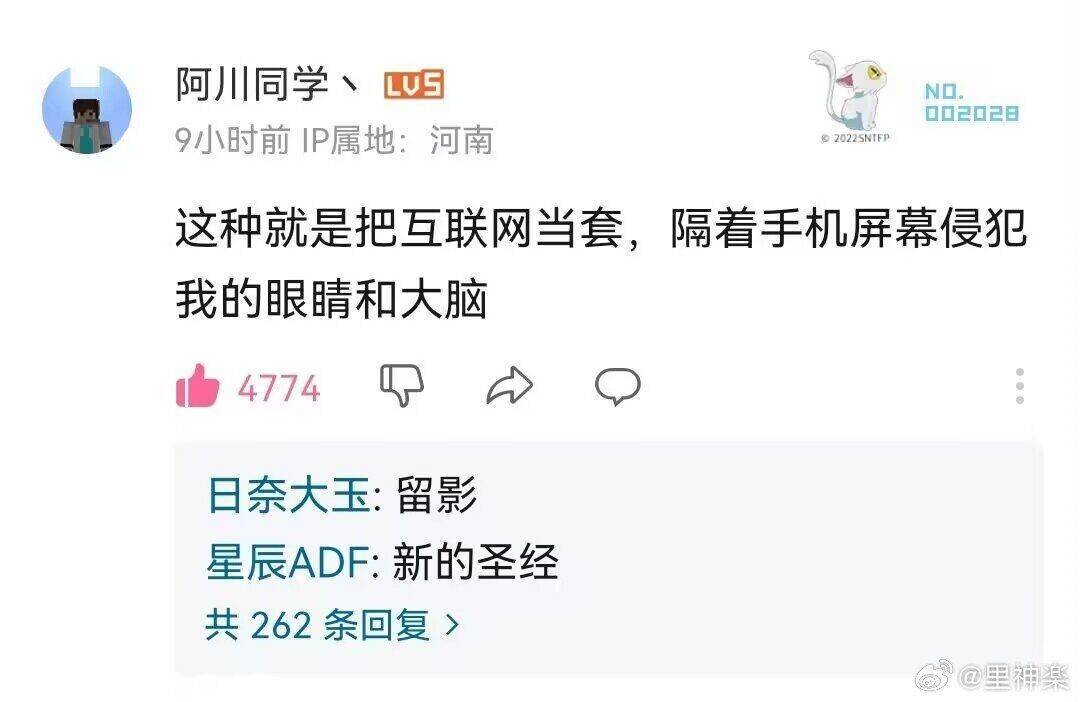 阿川同学丶 LV5
9小时前 IP属地：河南
© 2022SNTFP
NO.
002028
这种就是把互联网当套，隔着手机屏幕侵犯
我的眼睛和大脑
4774
日奈大玉: 留影
星辰ADF: 新的圣经
共 262 条回复 >
@里神楽